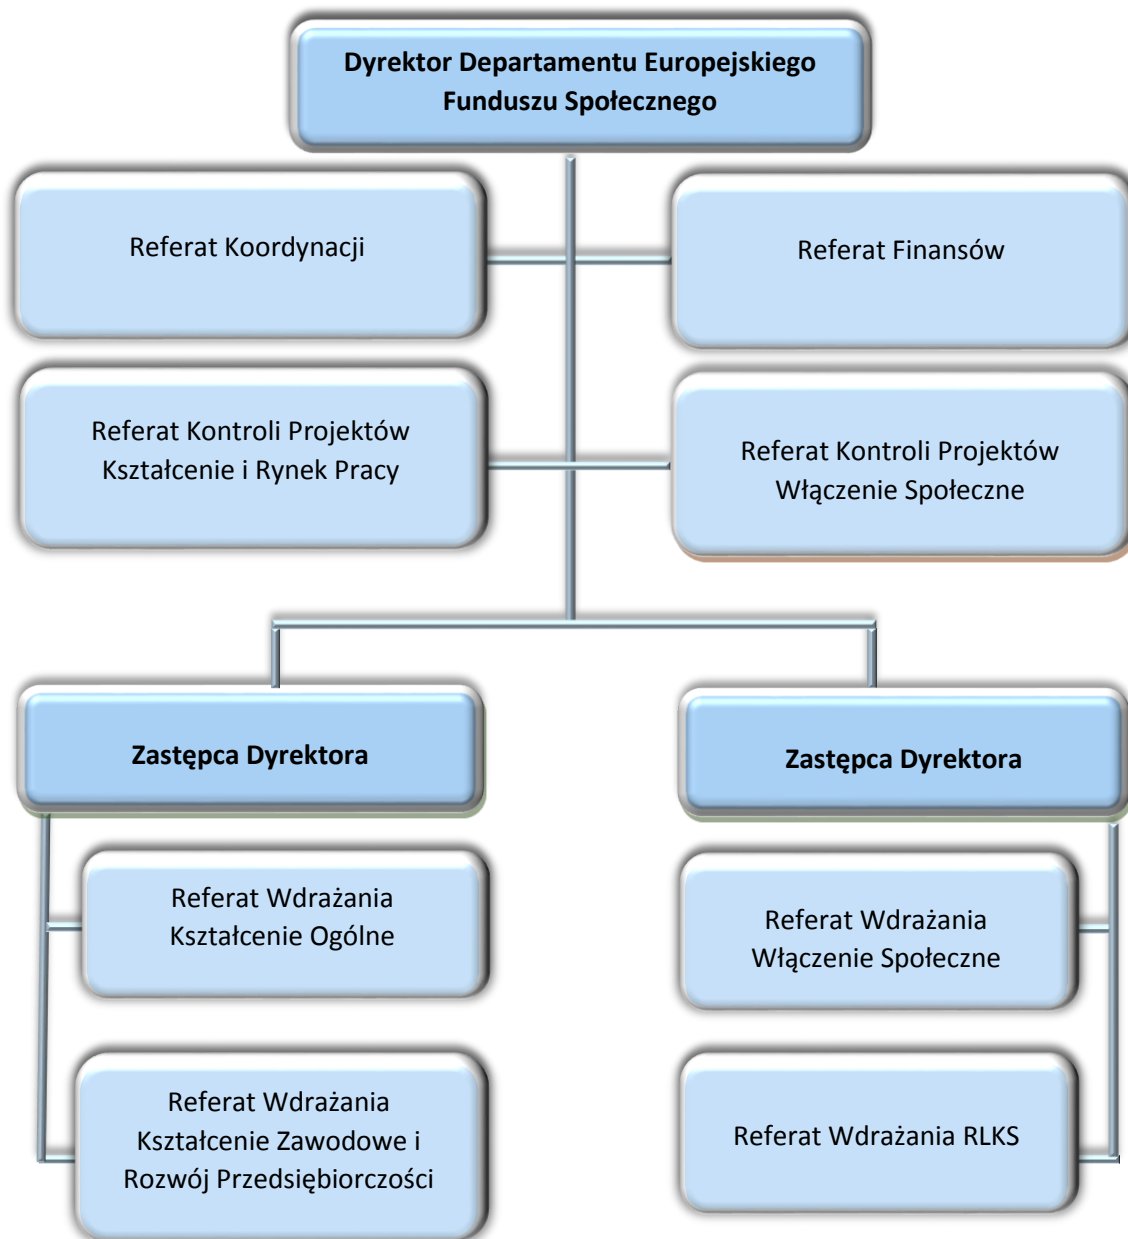 Dyrektor Departamentu Europejskiego
Funduszu Społecznego
Referat Koordynacji
Referat Finansów
Referat Kontroli Projektów
Kształcenie i Rynek Pracy
Referat Kontroli Projektów
Włączenie Społeczne
Zastępca Dyrektora
Zastępca Dyrektora
Referat Wdrażania
Kształcenie Ogólne
Referat Wdrażania
Włączenie Społeczne
Referat Wdrażania
Kształcenie Zawodowe i
Rozwój Przedsiębiorczości
Referat Wdrażania RLKS